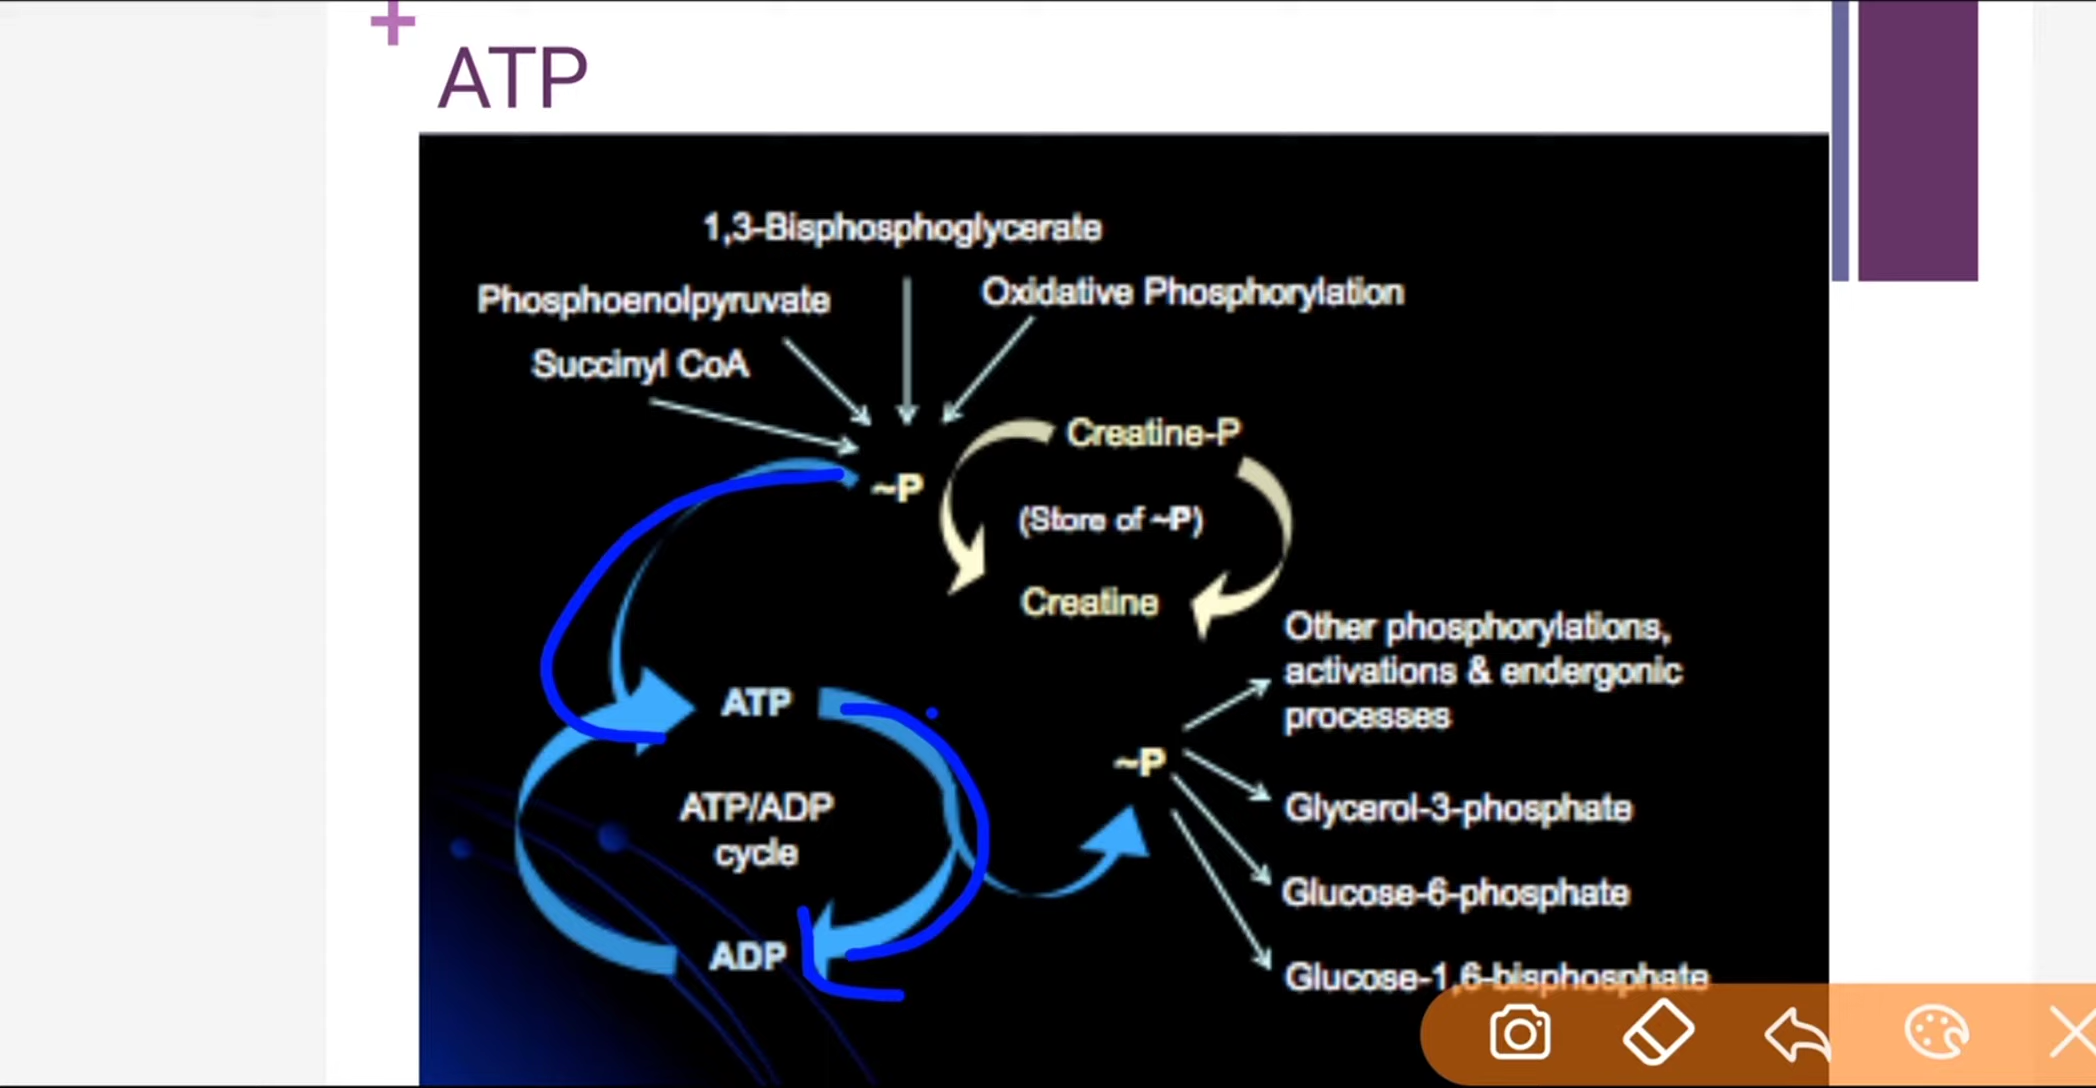 ATP
1,3-Bisphosphoglycerate
Phosphoenolpyruvate
Oxidative Phosphorylation
Succinyl CoA
Creatine-P
~P
(Store of ~P)
Creatine
Other phosphorylations,
activations & endergonic
processes
ATP
~P
ATP/ADP
cycle
Glycerol-3-phosphate
Glucose-6-phosphate
ADP
Glucose-1,6-bisphosphate